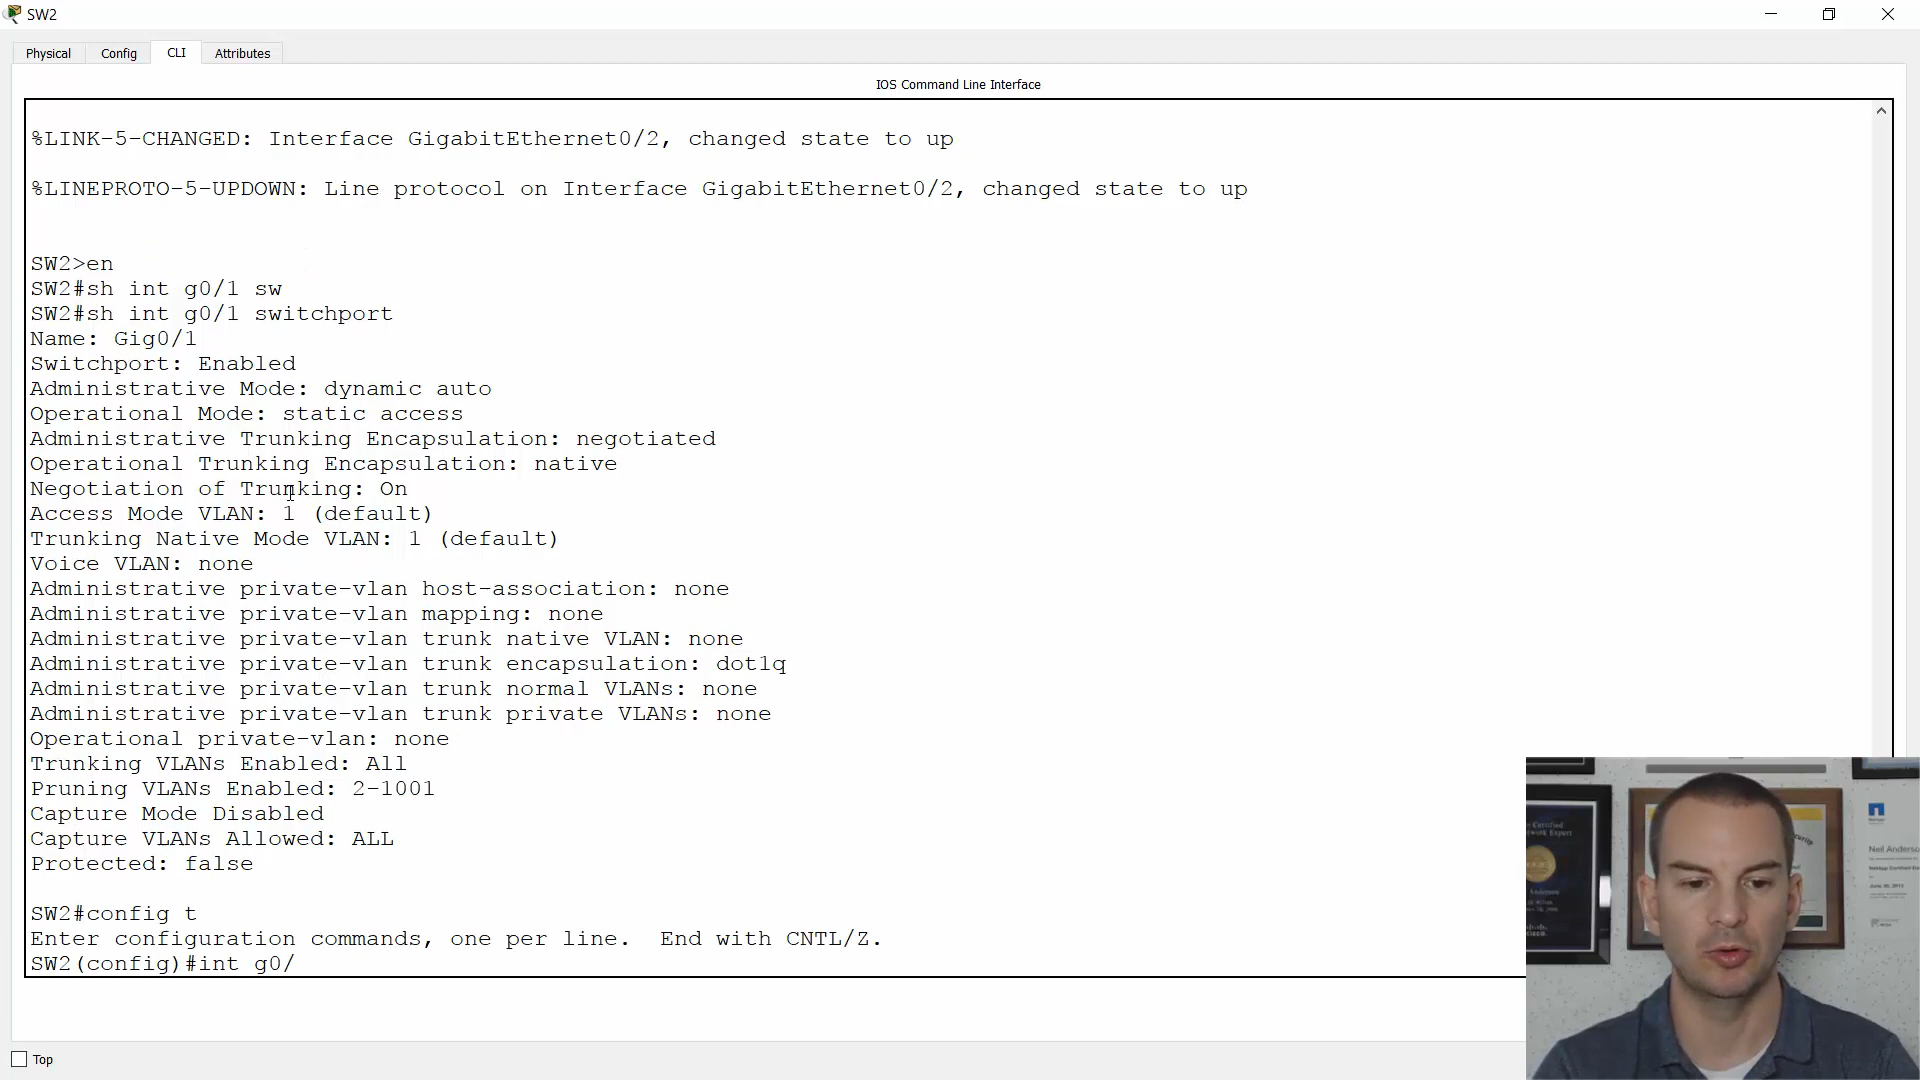 SW2
Physical
Config
CLI
Attributes
IOS Command Line Interface
%LINK-5-CHANGED: Interface GigabitEthernet0/2, changed state to up
%LINEPROTO-5-UPDOWN: Line protocol on Interface GigabitEthernet0/2, changed state to up
SW2>en
SW2#sh int g0/1 sw
SW2#sh int g0/1 switchport
Name: Gig0/1
Switchport: Enabled
Administrative Mode: dynamic auto
Operational Mode: static access
Administrative Trunking Encapsulation: negotiated
Operational Trunking Encapsulation: native
Negotiation of Trunking: On
Access Mode VLAN: 1 (default)
Trunking Native Mode VLAN: 1 (default)
Voice VLAN: none
Administrative private-vlan host-association: none
Administrative private-vlan mapping: none
Administrative private-vlan trunk native VLAN: none
Administrative private-vlan trunk encapsulation: dot1q
Administrative private-vlan trunk normal VLANs: none
Administrative private-vlan trunk private VLANs: none
Operational private-vlan: none
Trunking VLANs Enabled: All
Pruning VLANs Enabled: 2-1001
Capture Mode Disabled
Capture VLANs Allowed: ALL
Protected: false
SW2#config t
Enter configuration commands, one per line. End with CNTL/Z.
SW2(config)#int g0/
Top